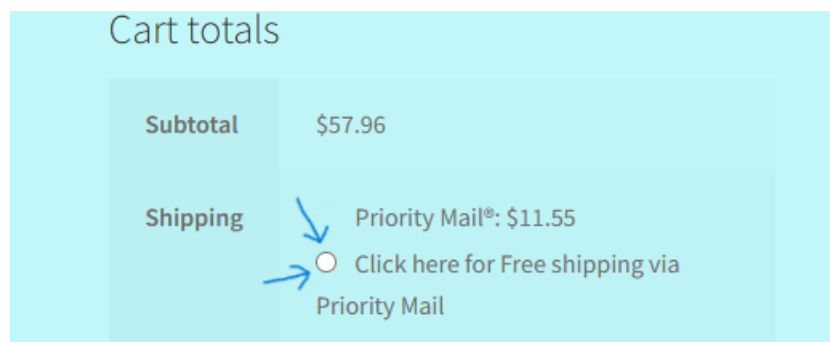 Cart totals
Subtotal $57.96
Shipping Priority Mail®: $11.55
Click here for Free shipping via
Priority Mail